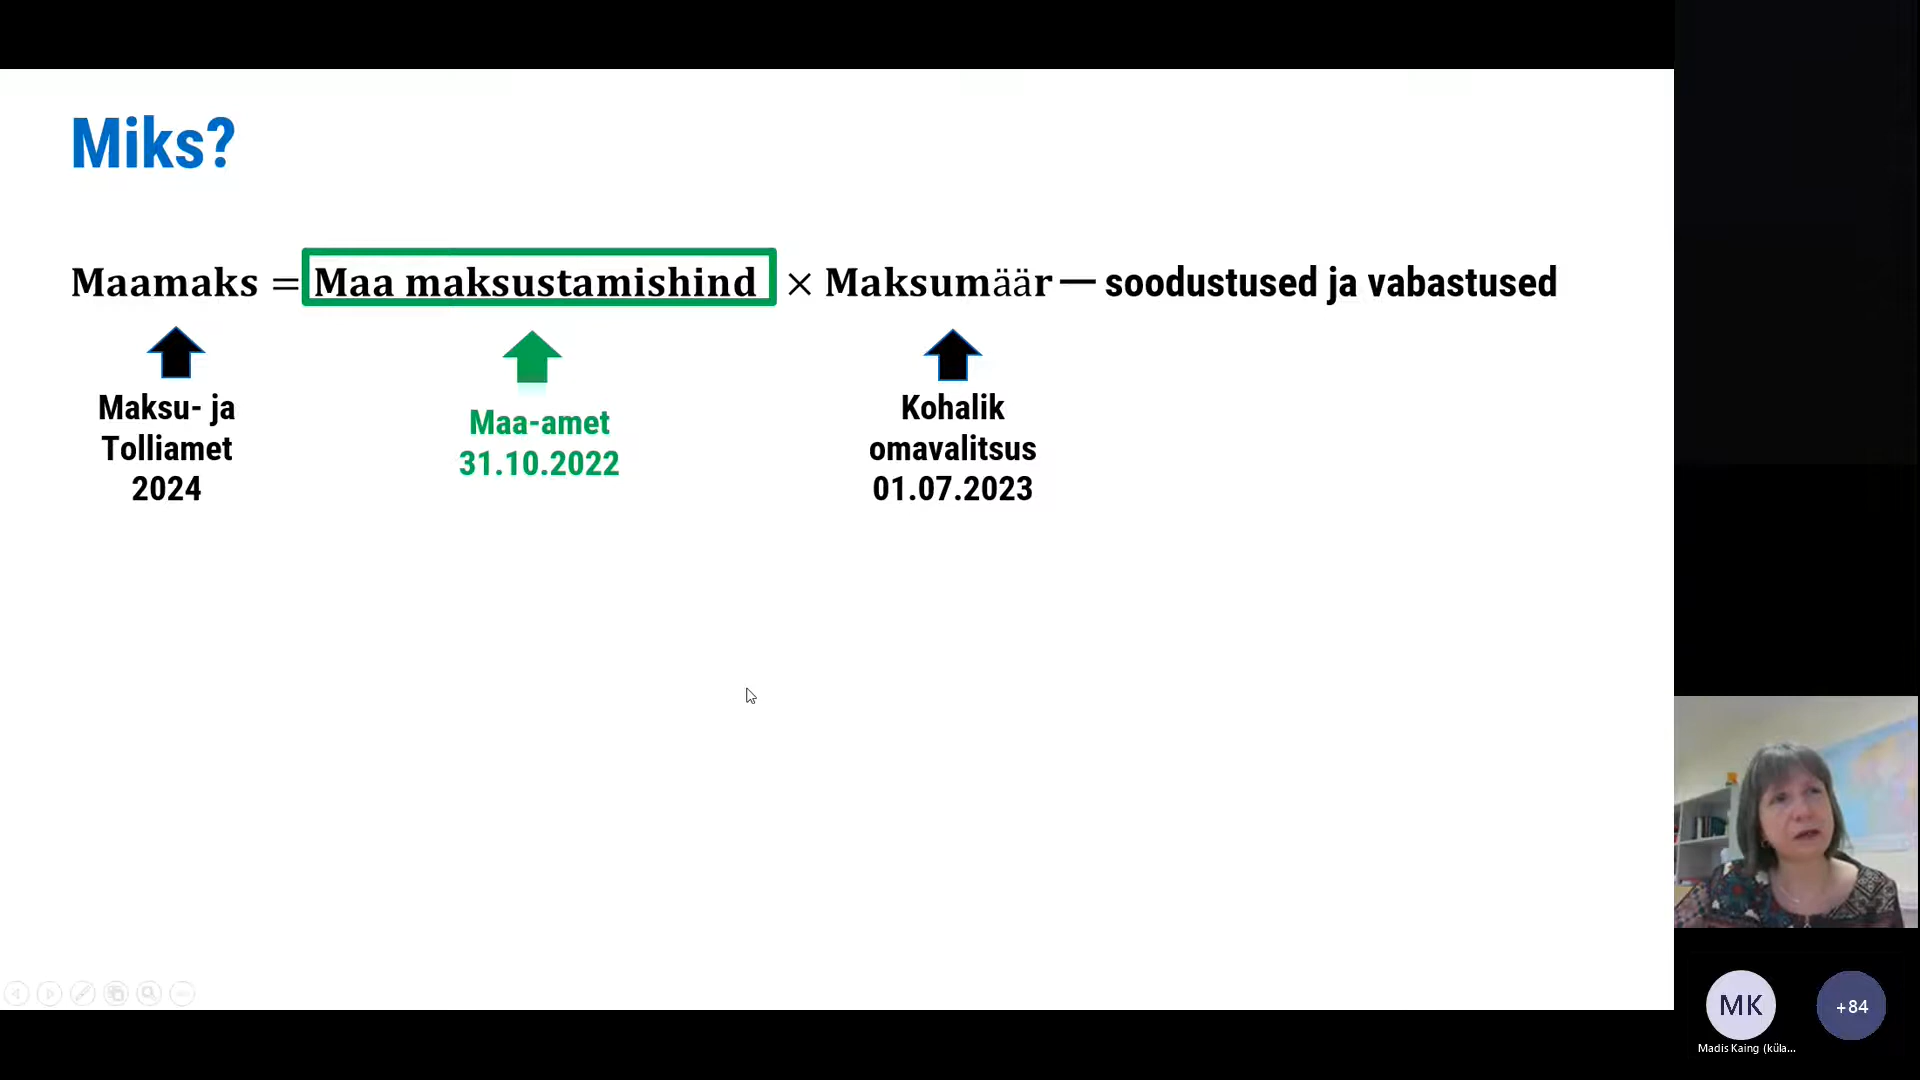 Miks?
Maamaks = Maa maksustamishind × Maksumäär — soodustused ja vabastused
Maksu- ja
Tolliamet
2024
Maa-amet
31.10.2022
Kohalik
omavalitsus
01.07.2023
MK
+84
Madis Kaing (küla...